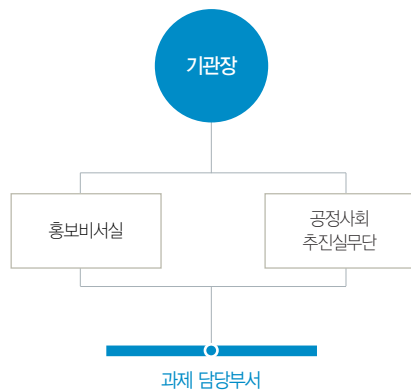 기관장
홍보비서실
공정사회
추진실무단
과제 담당부서